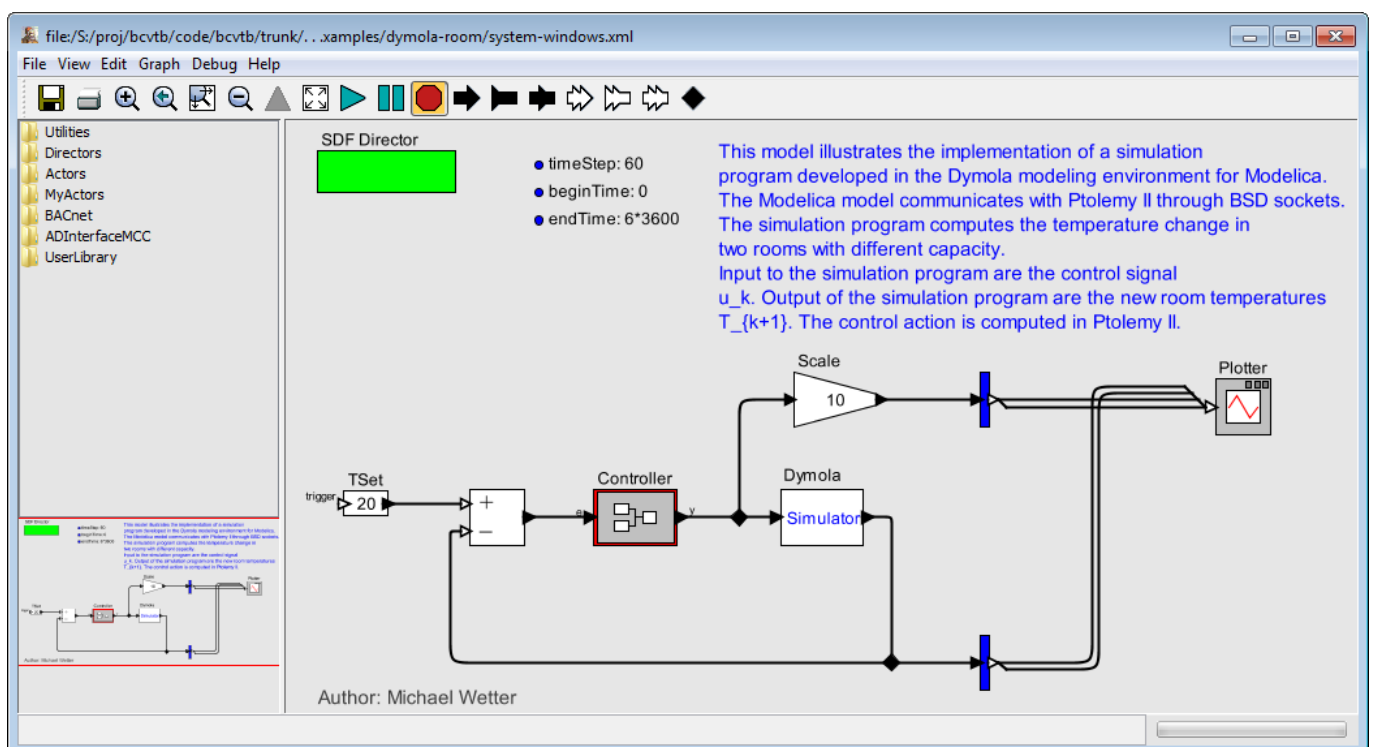 file:/S:/proj/bcvtb/code/bcvtb/trunk/. . .xamples/dymola-room/system-windows.xml
File View Edit Graph Debug Help
Utilities
Directors
Actors
MyActors
BACnet
ADInterfaceMCC
UserLibrary
SDF Director
timeStep: 60
beginTime: 0
endTime: 6*3600
This model illustrates the implementation of a simulation
program developed in the Dymola modeling environment for Modelica.
The Modelica model communicates with Ptolemy II through BSD sockets.
The simulation program computes the temperature change in
two rooms with different capacity.
Input to the simulation program are the control signal
u_k. Output of the simulation program are the new room temperatures
T_{k+1}. The control action is computed in Ptolemy II.
Scale
10
Plotter
TSet
trigger
20
+
−
Controller
e
y
Dymola
Simulator
Author: Michael Wetter